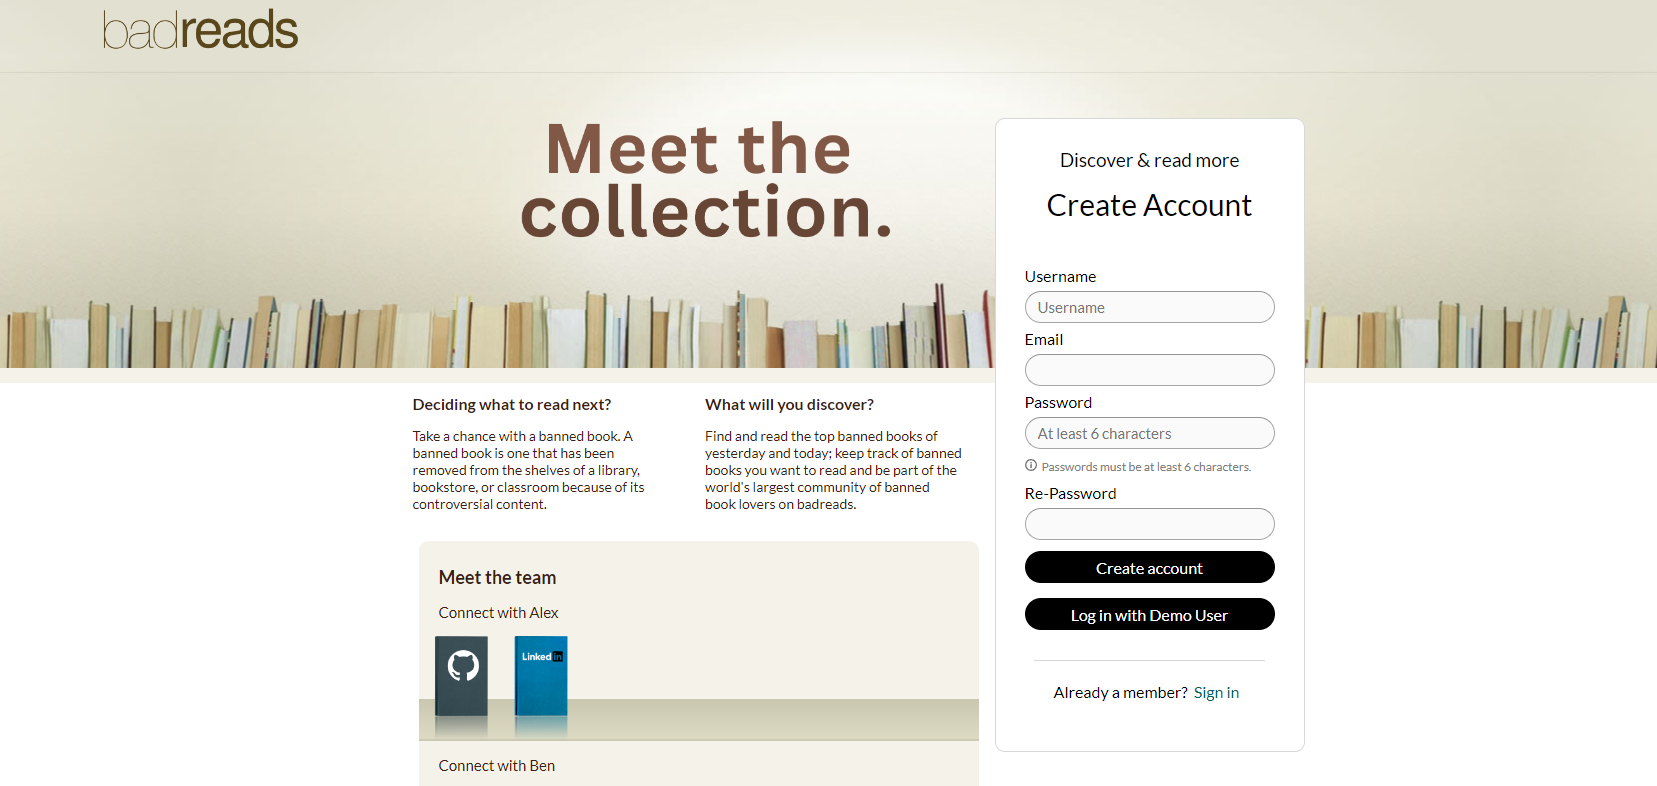 badreads
Meet the
collection.
Discover & read more
Create Account
Username
Username
Email
Password
At least 6 characters
Passwords must be at least 6 characters.
Re-Password
Create account
Log in with Demo User
Already a member? Sign in
Deciding what to read next?
Take a chance with a banned book. A
banned book is one that has been
removed from the shelves of a library,
bookstore, or classroom because of its
controversial content.
What will you discover?
Find and read the top banned books of
yesterday and today; keep track of banned
books you want to read and be part of the
world's largest community of banned
book lovers on badreads.
Meet the team
Connect with Alex
Linked in
Connect with Ben